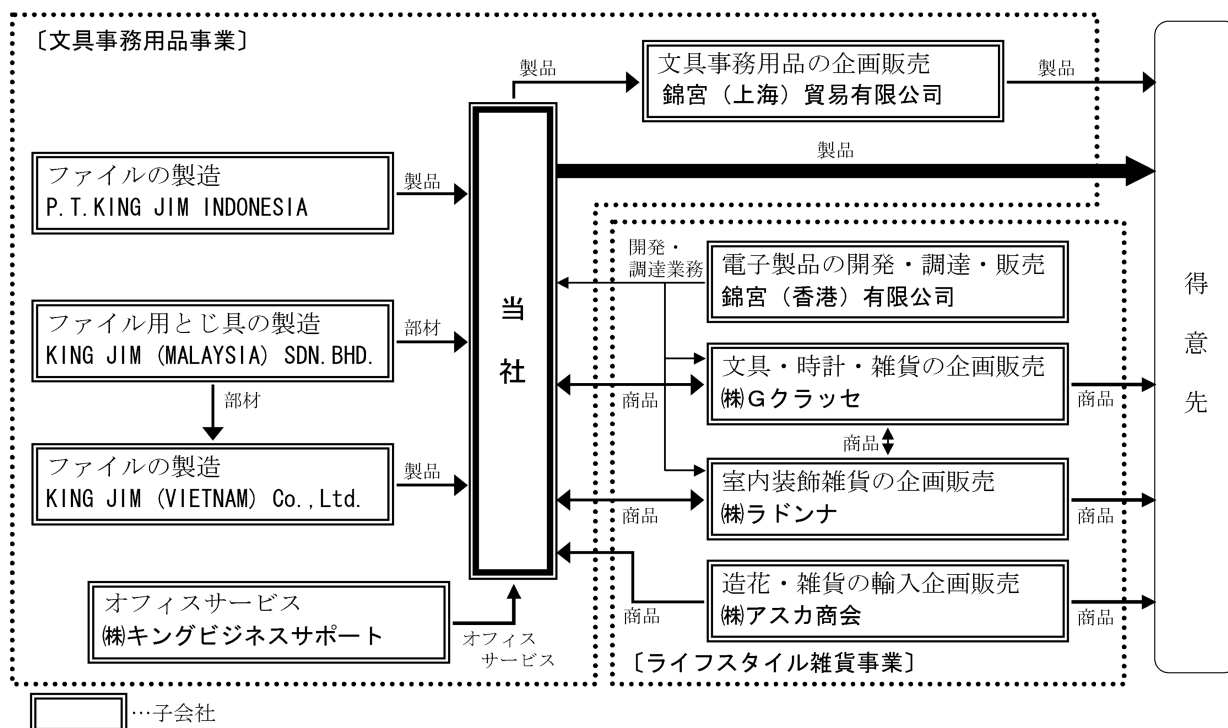 〔文具事務用品事業〕
製品
文具事務用品の企画販売
錦宮（上海）貿易有限公司
製品
製品
ファイルの製造
P.T.KING JIM INDONESIA
製品
ファイル用とじ具の製造
KING JIM (MALAYSIA) SDN.BHD.
部材
部材
ファイルの製造
KING JIM (VIETNAM) Co.,Ltd.
製品
オフィスサービス
㈱キングビジネスサポート
オフィス
サービス
当社
開発・
調達業務
電子製品の開発・調達・販売
錦宮（香港）有限公司
文具・時計・雑貨の企画販売
㈱Gクラッセ
商品
商品
商品
室内装飾雑貨の企画販売
㈱ラドンナ
商品
商品
造花・雑貨の輸入企画販売
㈱アスカ商会
商品
商品
〔ライフスタイル雑貨事業〕
得意先
…子会社